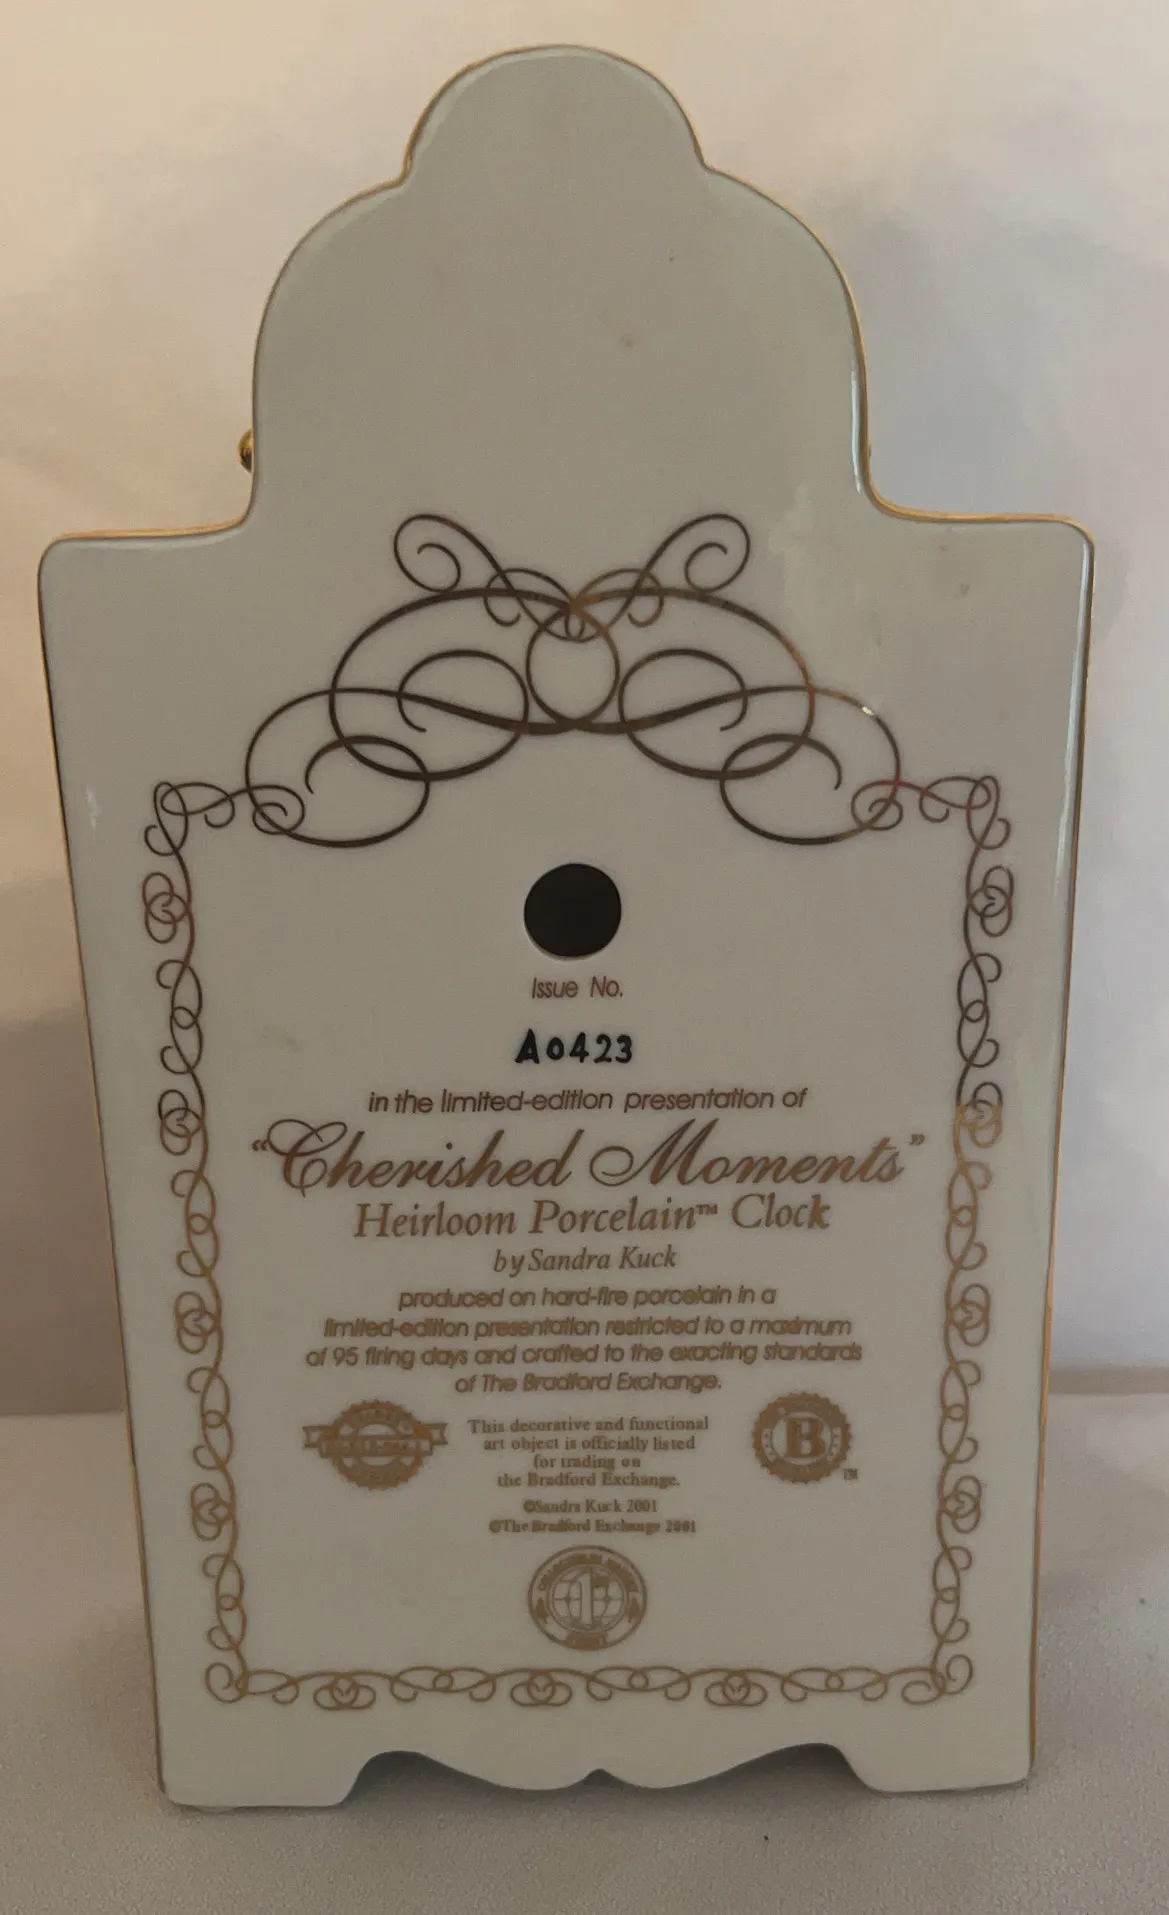 Issue No.
A0423
in the limited-edition presentation of
"Cherished Moments"
Heirloom Porcelain™ Clock
by Sandra Kuck
produced on hard-fire porcelain in a
limited-edition presentation restricted to a maximum
of 95 firing days and crafted to the exacting standards
of The Bradford Exchange.
This decorative and functional
art object is officially listed
for trading on
the Bradford Exchange.
B
™
©Sandra Kuck 2001
©The Bradford Exchange 2001